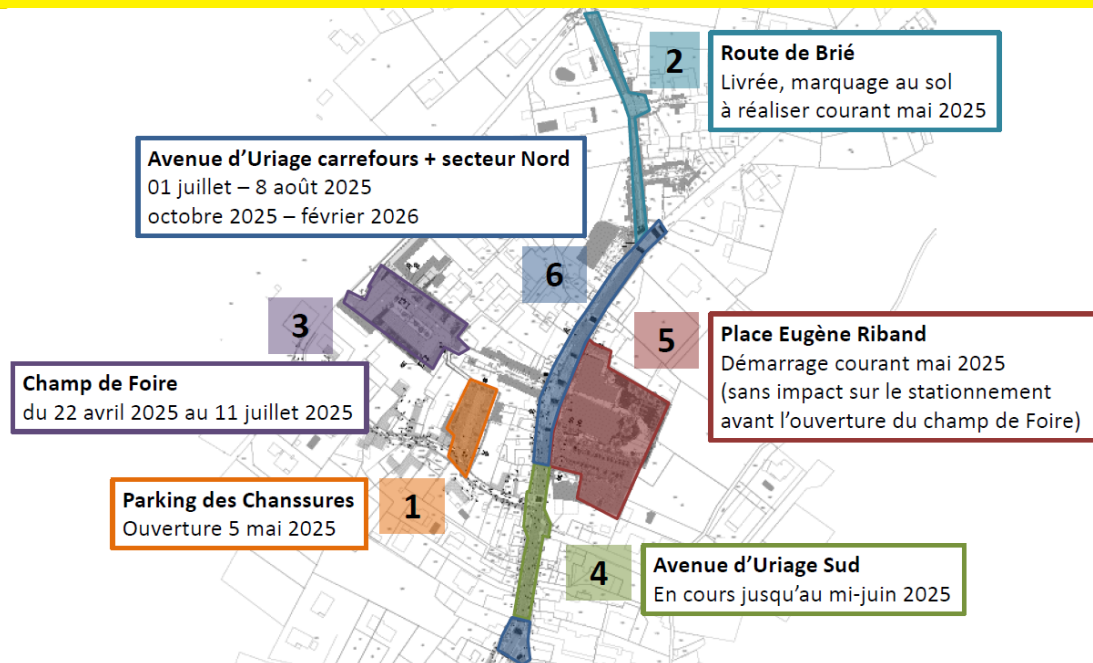 2
Route de Brié
Livrée, marquage au sol
à réaliser courant mai 2025
Avenue d’Uriage carrefours + secteur Nord
01 juillet – 8 août 2025
octobre 2025 – février 2026
6
3
Champ de Foire
du 22 avril 2025 au 11 juillet 2025
5
Place Eugène Riband
Démarrage courant mai 2025
(sans impact sur le stationnement
avant l’ouverture du champ de Foire)
Parking des Chanssures
Ouverture 5 mai 2025
1
4
Avenue d’Uriage Sud
En cours jusqu’au mi-juin 2025